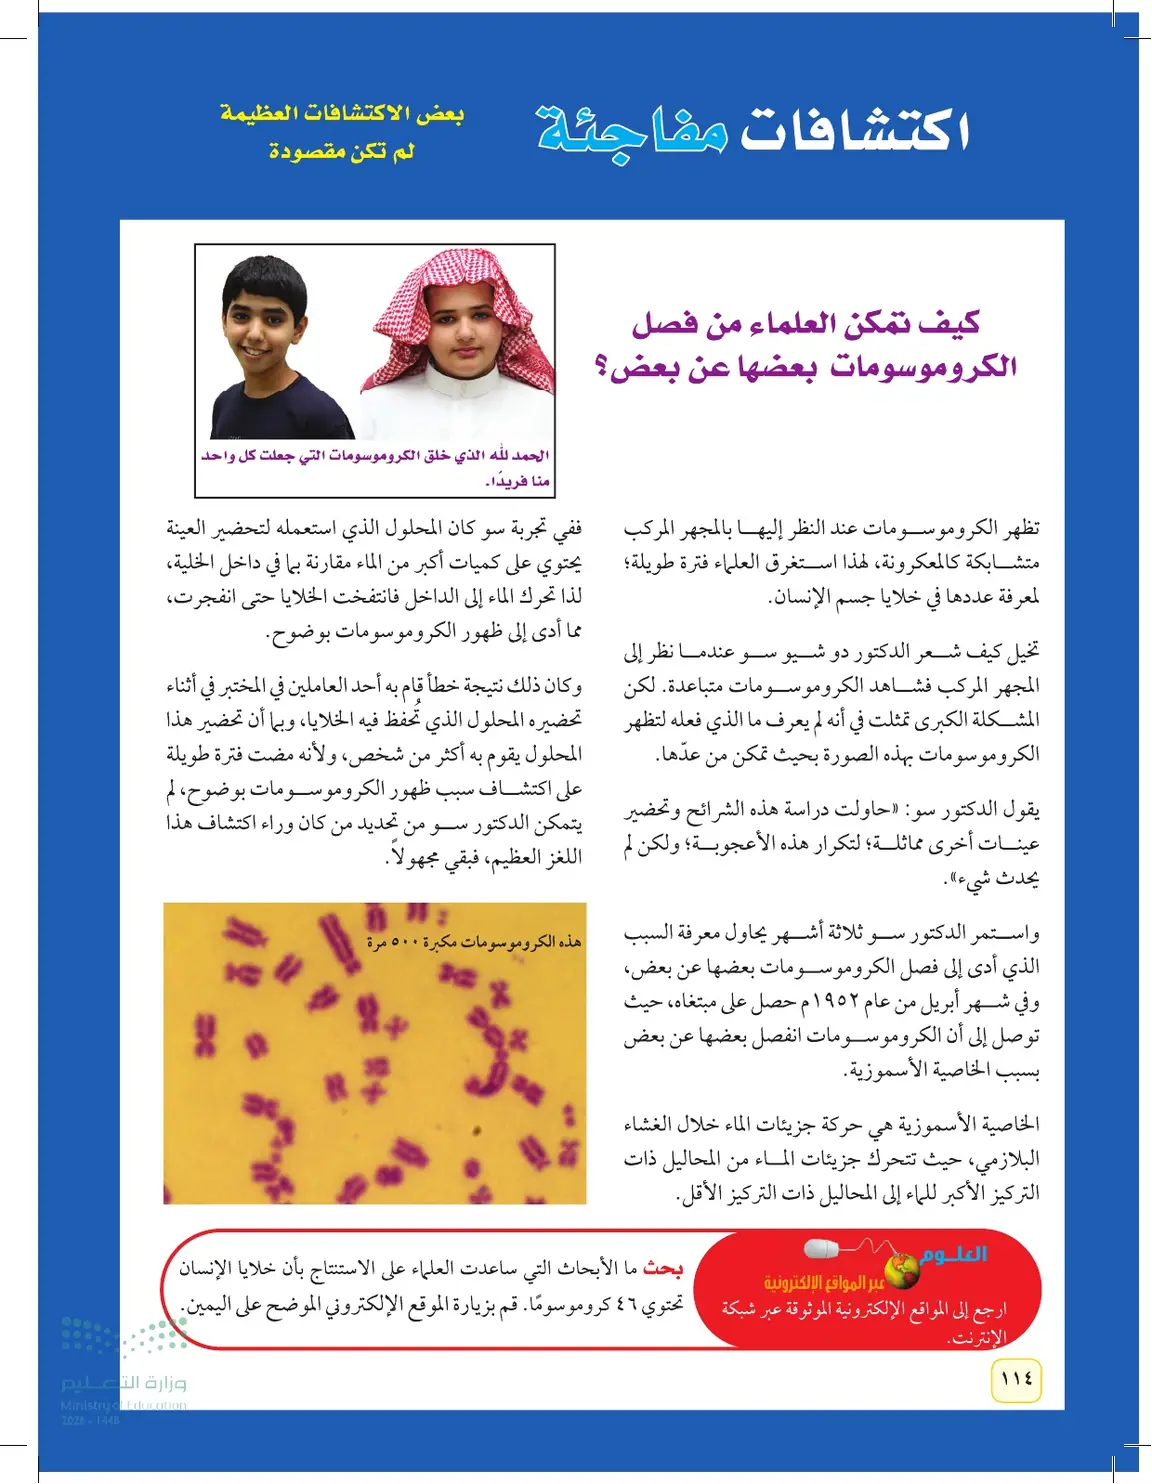 اكتشافات مفاجئة
بعض الاكتشافات العظيمة
لم تكن مقصودة
كيف تمكن العلماء من فصل
الكروموسومات بعضها عن بعض؟
الحمد لله الذي خلق الكروموسومات التي جعلت كل واحد
منا فريدًا.
تظهر الكروموسومات عند النظر إليها بالمجهر المركب
متشابكة كالمعكرونة، لهذا استغرق العلماء فترة طويلة؛
لمعرفة عددها في خلايا جسم الإنسان.
تخيل كيف شعر الدكتور دو شيو سو عندما نظر إلى
المجهر المركب فشاهد الكروموسومات متباعدة. لكن
المشكلة الكبرى تمثلت في أنه لم يعرف ما الذي فعله لتظهر
الكروموسومات بهذه الصورة بحيث تمكن من عدّها.
يقول الدكتور سو: «حاولت دراسة هذه الشرائح وتحضير
عينات أخرى مماثلة؛ لتكرار هذه الأعجوبة؛ ولكن لم
يحدث شيء».
واستمر الدكتور سو ثلاثة أشهر يحاول معرفة السبب
الذي أدى إلى فصل الكروموسومات بعضها عن بعض،
وفي شهر أبريل من عام ١٩٥٢م حصل على مبتغاه، حيث
توصل إلى أن الكروموسومات انفصل بعضها عن بعض
بسبب الخاصية الأسموزية.
الخاصية الأسموزية هي حركة جزيئات الماء خلال الغشاء
البلازمي، حيث تتحرك جزيئات الماء من المحاليل ذات
التركيز الأكبر للماء إلى المحاليل ذات التركيز الأقل.
ففي تجربة سو كان المحلول الذي استعمله لتحضير العينة
يحتوي على كميات أكبر من الماء مقارنة بما في داخل الخلية،
لذا تحرك الماء إلى الداخل فانتفخت الخلايا حتى انفجرت،
مما أدى إلى ظهور الكروموسومات بوضوح.
وكان ذلك نتيجة خطأ قام به أحد العاملين في المختبر في أثناء
تحضيره المحلول الذي تُحفظ فيه الخلايا، وبما أن تحضير هذا
المحلول يقوم به أكثر من شخص، ولأنه مضت فترة طويلة
على اكتشاف سبب ظهور الكروموسومات بوضوح، لم
يتمكن الدكتور سو من تحديد من كان وراء اكتشاف هذا
اللغز العظيم، فبقي مجهولاً.
هذه الكروموسومات مكبرة ٥٠٠ مرة
العلوم
عبر المواقع الإلكترونية
ارجع إلى المواقع الإلكترونية الموثوقة عبر شبكة
الإنترنت.
بحث ما الأبحاث التي ساعدت العلماء على الاستنتاج بأن خلايا الإنسان
تحتوي ٤٦ كروموسومًا. قم بزيارة الموقع الإلكتروني الموضح على اليمين.
١١٤
وزارة التعليم
Ministry of Education
2026 - 1448